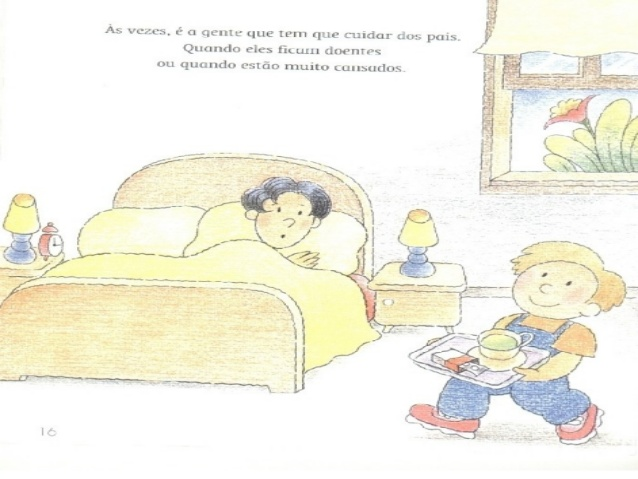 Às vezes, é a gente que tem que cuidar dos pais.
Quando eles ficam doentes
ou quando estão muito cansados.
16